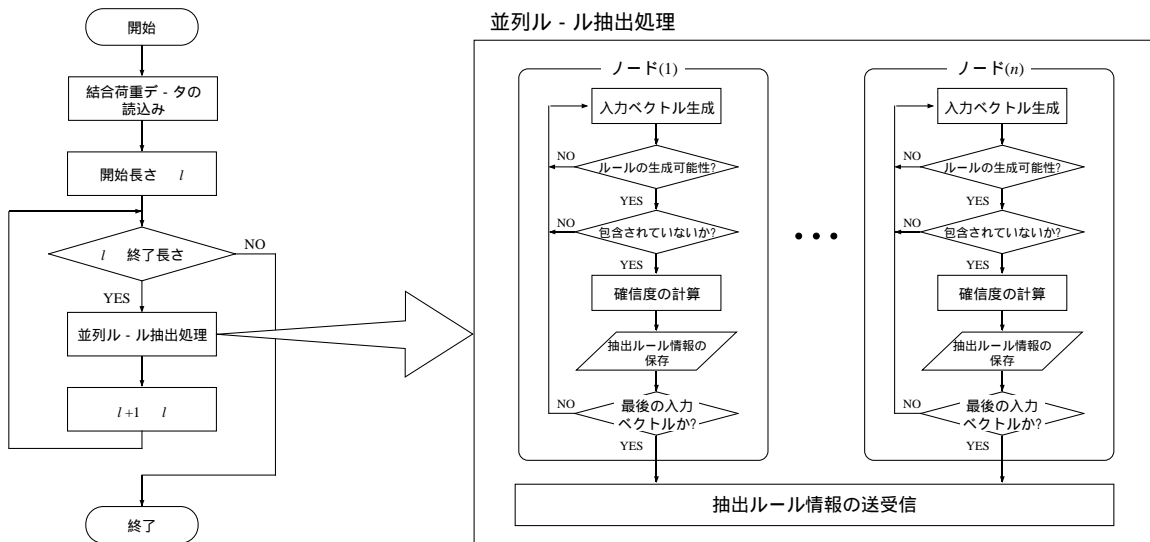 開始
結合荷重デ - タの
読込み
開始長さ l
l 終了長さ
NO
YES
並列ル - ル抽出処理
l +1 l
終了
並列ル - ル抽出処理
ノード(1)
入力ベクトル生成
NO
ルールの生成可能性?
YES
NO
包含されていないか?
YES
確信度の計算
抽出ルール情報の
保存
NO
最後の入力
ベクトルか?
YES
• • •
ノード(n)
入力ベクトル生成
NO
ルールの生成可能性?
YES
NO
包含されていないか?
YES
確信度の計算
抽出ルール情報の
保存
NO
最後の入力
ベクトルか?
YES
抽出ルール情報の送受信